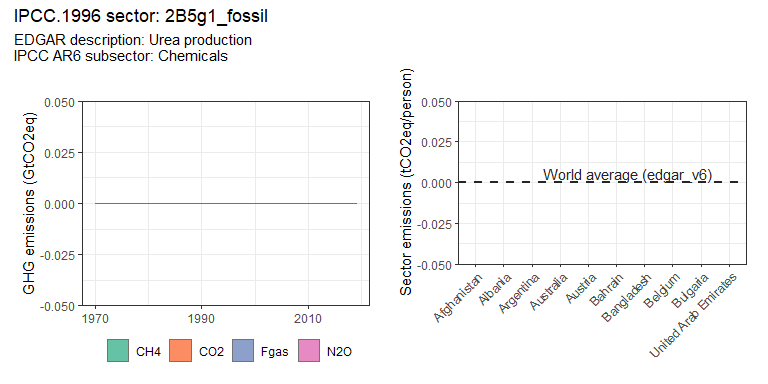 IPCC.1996 sector: 2B5g1_fossil
EDGAR description: Urea production
IPCC AR6 subsector: Chemicals
GHG emissions (GtCO2eq)
0.050
0.025
0.000
-0.025
-0.050
1970
1990
2010
CH4
CO2
Fgas
N2O
Sector emissions (tCO2eq/person)
0.050
0.025
0.000
-0.025
-0.050
World average (edgar_v6)
Afghanistan
Albania
Argentina
Australia
Austria
Bahrain
Bangladesh
Belgium
Bulgaria
United Arab Emirates